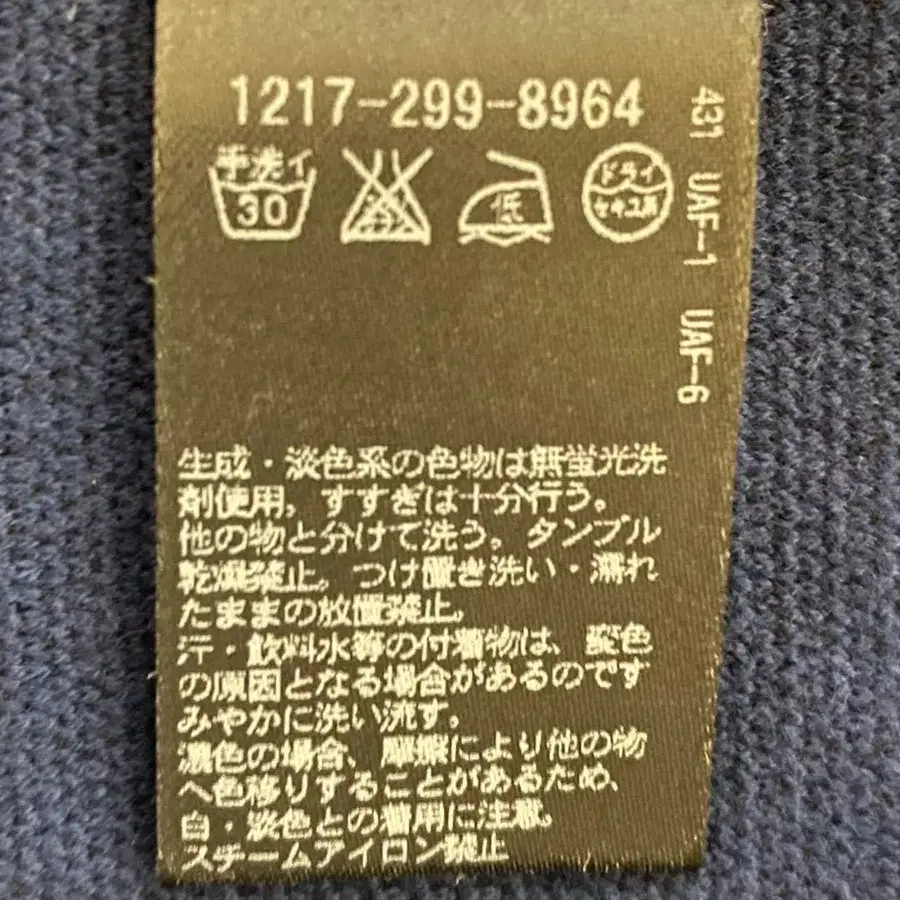 1217-299-8964
手洗イ
30
エンソサラシ
低
ドライ
セキユ系
431 UAF-1 UAF-6
生成・淡色系の色物は無蛍光洗
剤使用，すすぎは十分行う。
他の物と分けて洗う。タンブル
乾燥禁止。つけ置き洗い・濡れ
たままの放置禁止。
汗・飲料水等の付着物は、変色
の原因となる場合があるのです
みやかに洗い流す。
濃色の場合、摩擦により他の物
へ色移りすることがあるため、
白・淡色との着用に注意。
スチームアイロン禁止